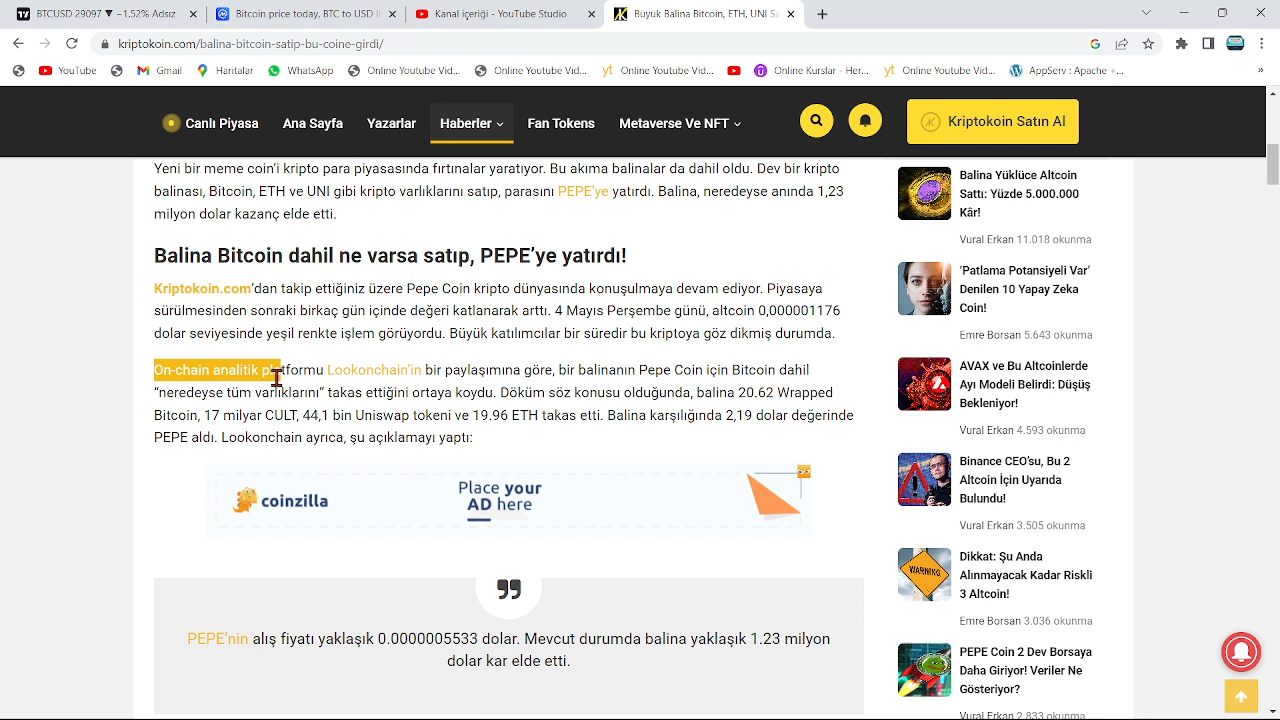 BTCUSD 29097 ▼ −1.52% Adsız
Bitcoin price today, BTC to USD li
Kanal içeriği - YouTube Studio
Büyük Balina Bitcoin, ETH, UNI Sa
kriptokoin.com/balina-bitcoin-satip-bu-coine-girdi/
YouTube
Gmail
Haritalar
WhatsApp
Online Youtube Vid...
Online Youtube Vid...
Online Youtube Vid...
Online Kurslar - Her...
Online Youtube Vid...
AppServ : Apache +...
»
Canlı Piyasa
Ana Sayfa
Yazarlar
Haberler
Fan Tokens
Metaverse Ve NFT
Kriptokoin Satın Al
Yeni bir meme coin’i kripto para piyasasında fırtınalar yaratıyor. Bu akıma balinalar da dahil oldu. Dev bir kripto
balinası, Bitcoin, ETH ve UNI gibi kripto varlıklarını satıp, parasını PEPE’ye yatırdı. Balina, neredeyse anında 1,23
milyon dolar kazanç elde etti.
Balina Bitcoin dahil ne varsa satıp, PEPE’ye yatırdı!
Kriptokoin.com’dan takip ettiğiniz üzere Pepe Coin kripto dünyasında konuşulmaya devam ediyor. Piyasaya
sürülmesinden sonraki birkaç gün içinde değeri katlanarak arttı. 4 Mayıs Perşembe günü, altcoin 0,000001176
dolar seviyesinde yeşil renkte işlem görüyordu. Büyük katılımcılar bir süredir bu kriptoya göz dikmiş durumda.
On-chain analitik platformu Lookonchain’in bir paylaşımına göre, bir balinanın Pepe Coin için Bitcoin dahil
“neredeyse tüm varlıklarını” takas ettiğini ortaya koydu. Döküm söz konusu olduğunda, balina 20.62 Wrapped
Bitcoin, 17 milyar CULT, 44,1 bin Uniswap tokeni ve 19.96 ETH takas etti. Balina karşılığında 2,19 dolar değerinde
PEPE aldı. Lookonchain ayrıca, şu açıklamayı yaptı:
coinzilla
Place your
AD here
PEPE’nin alış fiyatı yaklaşık 0.0000005533 dolar. Mevcut durumda balina yaklaşık 1.23 milyon
dolar kar elde etti.
Balina Yüklüce Altcoin
Sattı: Yüzde 5.000.000
Kâr!
Vural Erkan 11.018 okunma
‘Patlama Potansiyeli Var’
Denilen 10 Yapay Zeka
Coin!
Emre Borsan 5.643 okunma
AVAX ve Bu Altcoinlerde
Ayı Modeli Belirdi: Düşüş
Bekleniyor!
Vural Erkan 4.593 okunma
Binance CEO’su, Bu 2
Altcoin İçin Uyarıda
Bulundu!
Vural Erkan 3.505 okunma
WARNING
Dikkat: Şu Anda
Alınmayacak Kadar Riskli
3 Altcoin!
Emre Borsan 3.036 okunma
PEPE Coin 2 Dev Borsaya
Daha Giriyor! Veriler Ne
Gösteriyor?
Vural Erkan 2.833 okunma